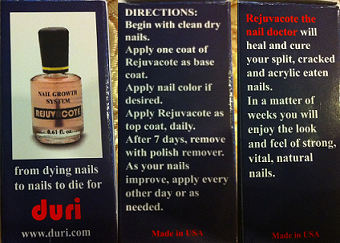 NAIL GROWTH
SYSTEM
REJUVACOTE
0.61 fl. oz.
from dying nails
to nails to die for
duri
www.duri.com
DIRECTIONS:
Begin with clean dry
nails.
Apply one coat of
Rejuvacote as base
coat.
Apply nail color if
desired.
Apply Rejuvacote as
top coat, daily.
After 7 days, remove
with polish remover.
As your nails
improve, apply every
other day or as
needed.
Made in USA
Rejuvacote the
nail doctor will
heal and cure
your split, cracked
and acrylic eaten
nails.
In a matter of
weeks you will
enjoy the look
and feel of strong,
vital, natural
nails.
Made in USA